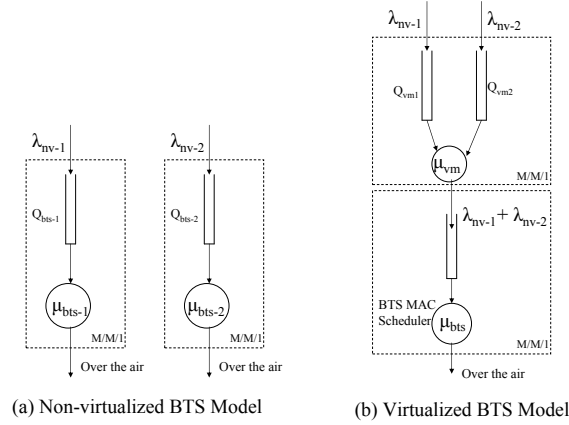 λnv-1
Qbts-1
μbts-1
M/M/1
Over the air
λnv-2
Qbts-2
μbts-2
M/M/1
Over the air
(a) Non-virtualized BTS Model
λnv-1
λnv-2
Qvm1
Qvm2
μvm
M/M/1
λnv-1 + λnv-2
BTS MAC
Scheduler
μbts
M/M/1
Over the air
(b) Virtualized BTS Model